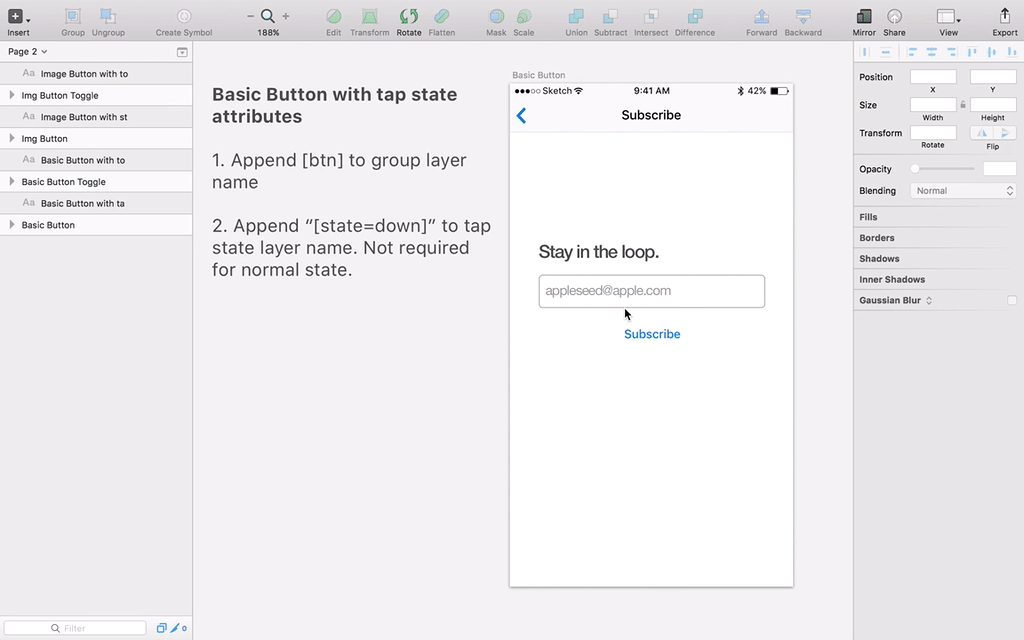 Insert
Group
Ungroup
Create Symbol
188%
Edit
Transform
Rotate
Flatten
Mask
Scale
Union
Subtract
Intersect
Difference
Forward
Backward
Mirror
Share
View
Export
Page 2
Aa Image Button with to
Img Button Toggle
Aa Image Button with st
Img Button
Aa Basic Button with to
Basic Button Toggle
Aa Basic Button with ta
Basic Button
Filter
0
Basic Button with tap state
attributes
1. Append [btn] to group layer
name
2. Append “[state=down]” to tap
state layer name. Not required
for normal state.
Basic Button
Sketch 9:41 AM 42%
Subscribe
Stay in the loop.
appleseed@apple.com
Subscribe
Position
X Y
Size
Width Height
Transform
Rotate Flip
Opacity
Blending Normal
Fills
Borders
Shadows
Inner Shadows
Gaussian Blur